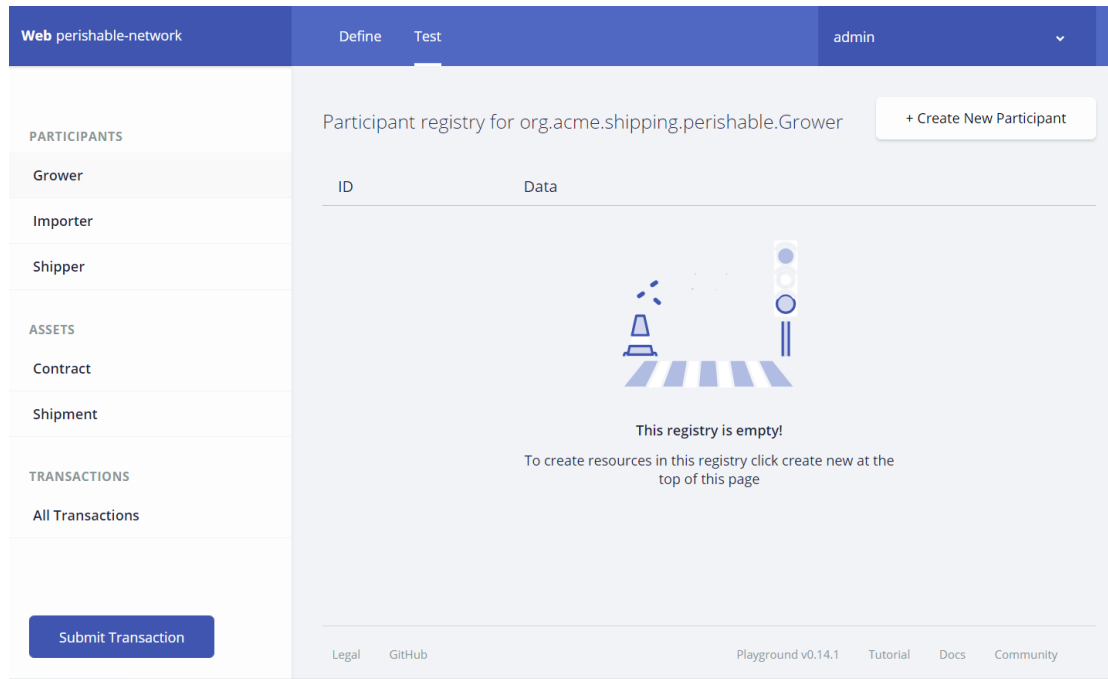 Web perishable-network
Define
Test
admin
PARTICIPANTS
Grower
Importer
Shipper
ASSETS
Contract
Shipment
TRANSACTIONS
All Transactions
Submit Transaction
Participant registry for org.acme.shipping.perishable.Grower
+ Create New Participant
ID
Data
This registry is empty!
To create resources in this registry click create new at the
top of this page
Legal
GitHub
Playground v0.14.1
Tutorial
Docs
Community